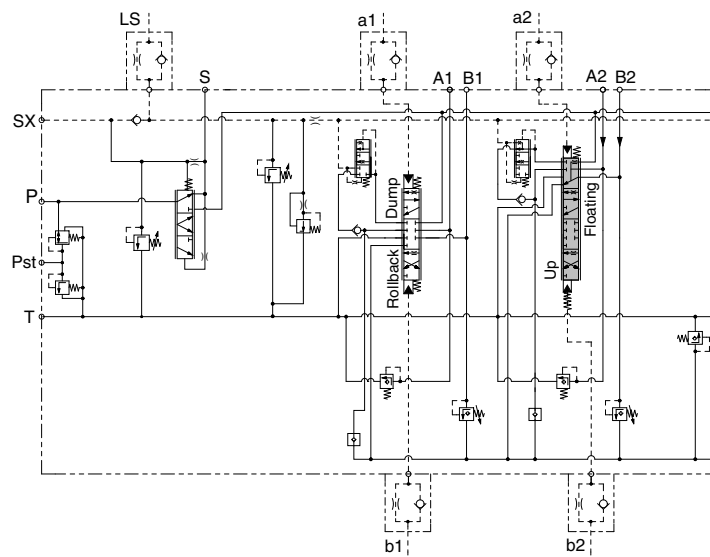 LS
a1
a2
S
A1
B1
A2
B2
SX
P
Pst
T
Dump
Rollback
Floating
Up
b1
b2